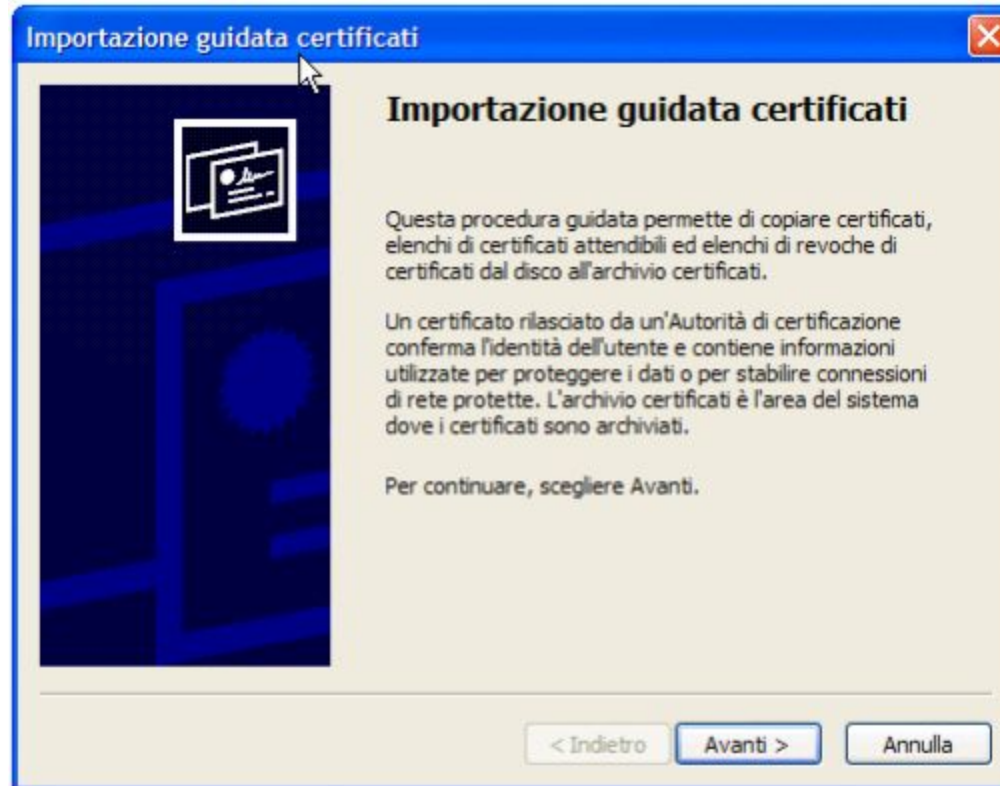 Importazione guidata certificati
Importazione guidata certificati
Questa procedura guidata permette di copiare certificati,
elenchi di certificati attendibili ed elenchi di revoche di
certificati dal disco all'archivio certificati.
Un certificato rilasciato da un'Autorità di certificazione
conferma l'identità dell'utente e contiene informazioni
utilizzate per proteggere i dati o per stabilire connessioni
di rete protette. L'archivio certificati è l'area del sistema
dove i certificati sono archiviati.
Per continuare, scegliere Avanti.
< Indietro
Avanti >
Annulla